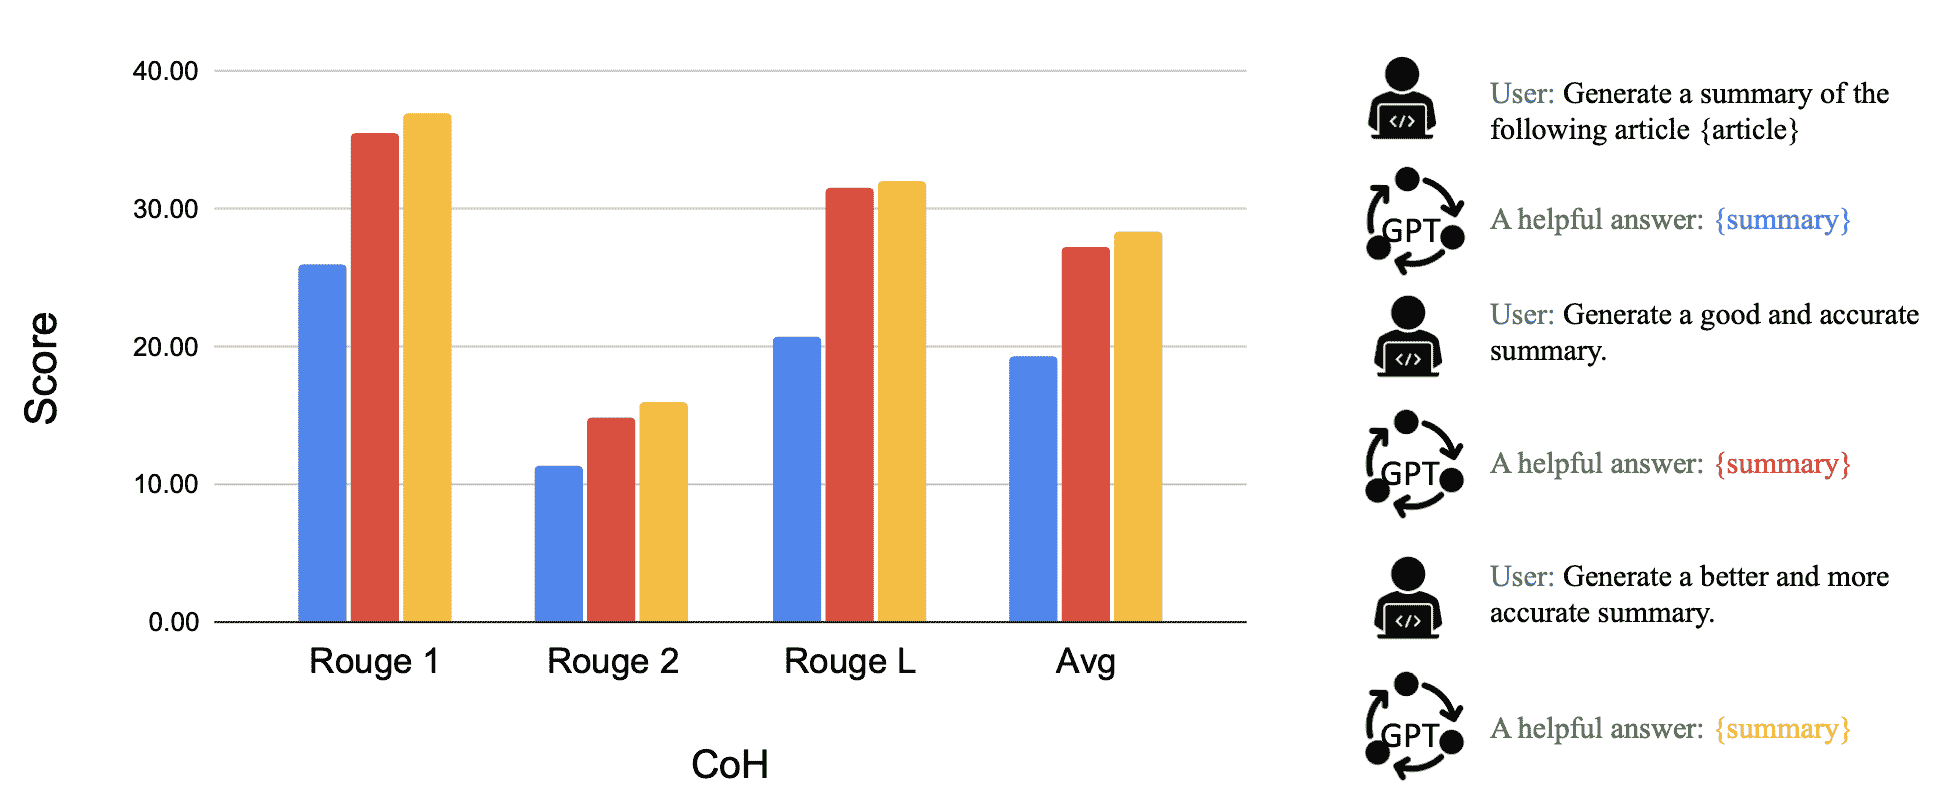 40.00
30.00
20.00
10.00
0.00
Score
Rouge 1
Rouge 2
Rouge L
Avg
CoH
</>
User: Generate a summary of the
following article {article}
GPT
A helpful answer: {summary}
</>
User: Generate a good and accurate
summary.
GPT
A helpful answer: {summary}
</>
User: Generate a better and more
accurate summary.
GPT
A helpful answer: {summary}